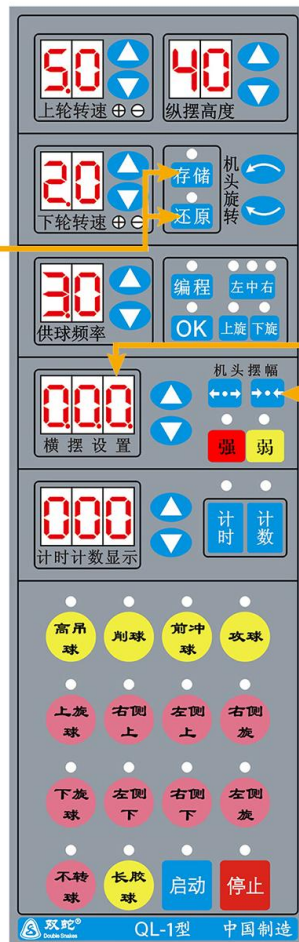 5.0 40
上轮转速 ⊕ ⊖ 纵摆高度
2.0 存储
下轮转速 ⊕ ⊖ 还原
机头旋转
3.0 编程 左中右
供球频率 OK 上旋 下旋
0.0.0. 机头摆幅
横摆设置 强 弱
000 计时 计数
计时计数显示
高吊球 削球 前冲球 攻球
上旋球 右侧上 左侧上 右侧旋
下旋球 左侧下 右侧下 左侧旋
不转球 长胶球 启动 停止
双蛇® QL-1型 中国制造
Double Snakes